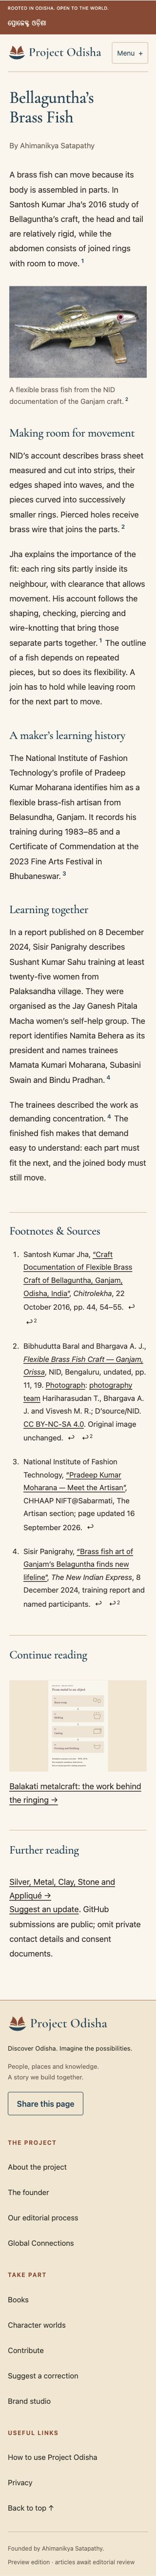 ROOTED IN ODISHA. OPEN TO THE WORLD.
ପ୍ରୋଜେକ୍ଟ ଓଡ଼ିଶା
Project Odisha
Menu +
Bellaguntha's
Brass Fish
By Ahimanikya Satapathy
A brass fish can move because its
body is assembled in parts. In
Santosh Kumar Jha's 2016 study of
Bellaguntha's craft, the head and tail
are relatively rigid, while the
abdomen consists of joined rings
with room to move. 1
A flexible brass fish from the NID
documentation of the Ganjam craft. 2
Making room for movement
NID's account describes brass sheet
measured and cut into strips, their
edges shaped into waves, and the
pieces curved into successively
smaller rings. Pierced holes receive
brass wire that joins the parts. 2
Jha explains the importance of the
fit: each ring sits partly inside its
neighbour, with clearance that allows
movement. His account follows the
shaping, checking, piercing and
wire-knotting that bring those
separate parts together. 1 The outline
of a fish depends on repeated
pieces, but so does its flexibility. A
join has to hold while leaving room
for the next part to move.
A maker's learning history
The National Institute of Fashion
Technology's profile of Pradeep
Kumar Moharana identifies him as a
flexible brass-fish artisan from
Belasundha, Ganjam. It records his
training during 1983–85 and a
Certificate of Commendation at the
2023 Fine Arts Festival in
Bhubaneswar. 3
Learning together
In a report published on 8 December
2024, Sisir Panigrahy describes
Sushant Kumar Sahu training at least
twenty-five women from
Palaksandha village. They were
organised as the Jay Ganesh Pitala
Macha women's self-help group. The
report identifies Namita Behera as its
president and names trainees
Mamata Kumari Moharana, Subasini
Swain and Bindu Pradhan. 4
The trainees described the work as
demanding concentration. 4 The
finished fish makes that demand
easy to understand: each part must
fit the next, and the joined body must
still move.
Footnotes & Sources
1. Santosh Kumar Jha, "Craft
Documentation of Flexible Brass
Craft of Bellaguntha, Ganjam,
Odisha, India", Chitrolekha, 22
October 2016, pp. 44, 54–55. ↩
↩2
2. Bibhudutta Baral and Bhargava A. J.,
Flexible Brass Fish Craft — Ganjam,
Orissa, NID, Bengaluru, undated, pp.
11, 19. Photograph: photography
team Hariharasudan T., Bhargava A.
J. and Visvesh M. R.; D'source/NID.
CC BY-NC-SA 4.0. Original image
unchanged. ↩ ↩2
3. National Institute of Fashion
Technology, "Pradeep Kumar
Moharana — Meet the Artisan",
CHHAAP NIFT@Sabarmati, The
Artisan section; page updated 16
September 2026. ↩
4. Sisir Panigrahy, "Brass fish art of
Ganjam's Belaguntha finds new
lifeline", The New Indian Express, 8
December 2024, training report and
named participants. ↩ ↩2
Continue reading
Balakati metalcraft: the work behind
the ringing →
Further reading
Silver, Metal, Clay, Stone and
Appliqué →
Suggest an update. GitHub
submissions are public; omit private
contact details and consent
documents.
Project Odisha
Discover Odisha. Imagine the possibilities.
People, places and knowledge.
A story we build together.
Share this page
THE PROJECT
About the project
The founder
Our editorial process
Global Connections
TAKE PART
Books
Character worlds
Contribute
Suggest a correction
Brand studio
USEFUL LINKS
How to use Project Odisha
Privacy
Back to top ↑
Founded by Ahimanikya Satapathy.
Preview edition · articles await editorial review